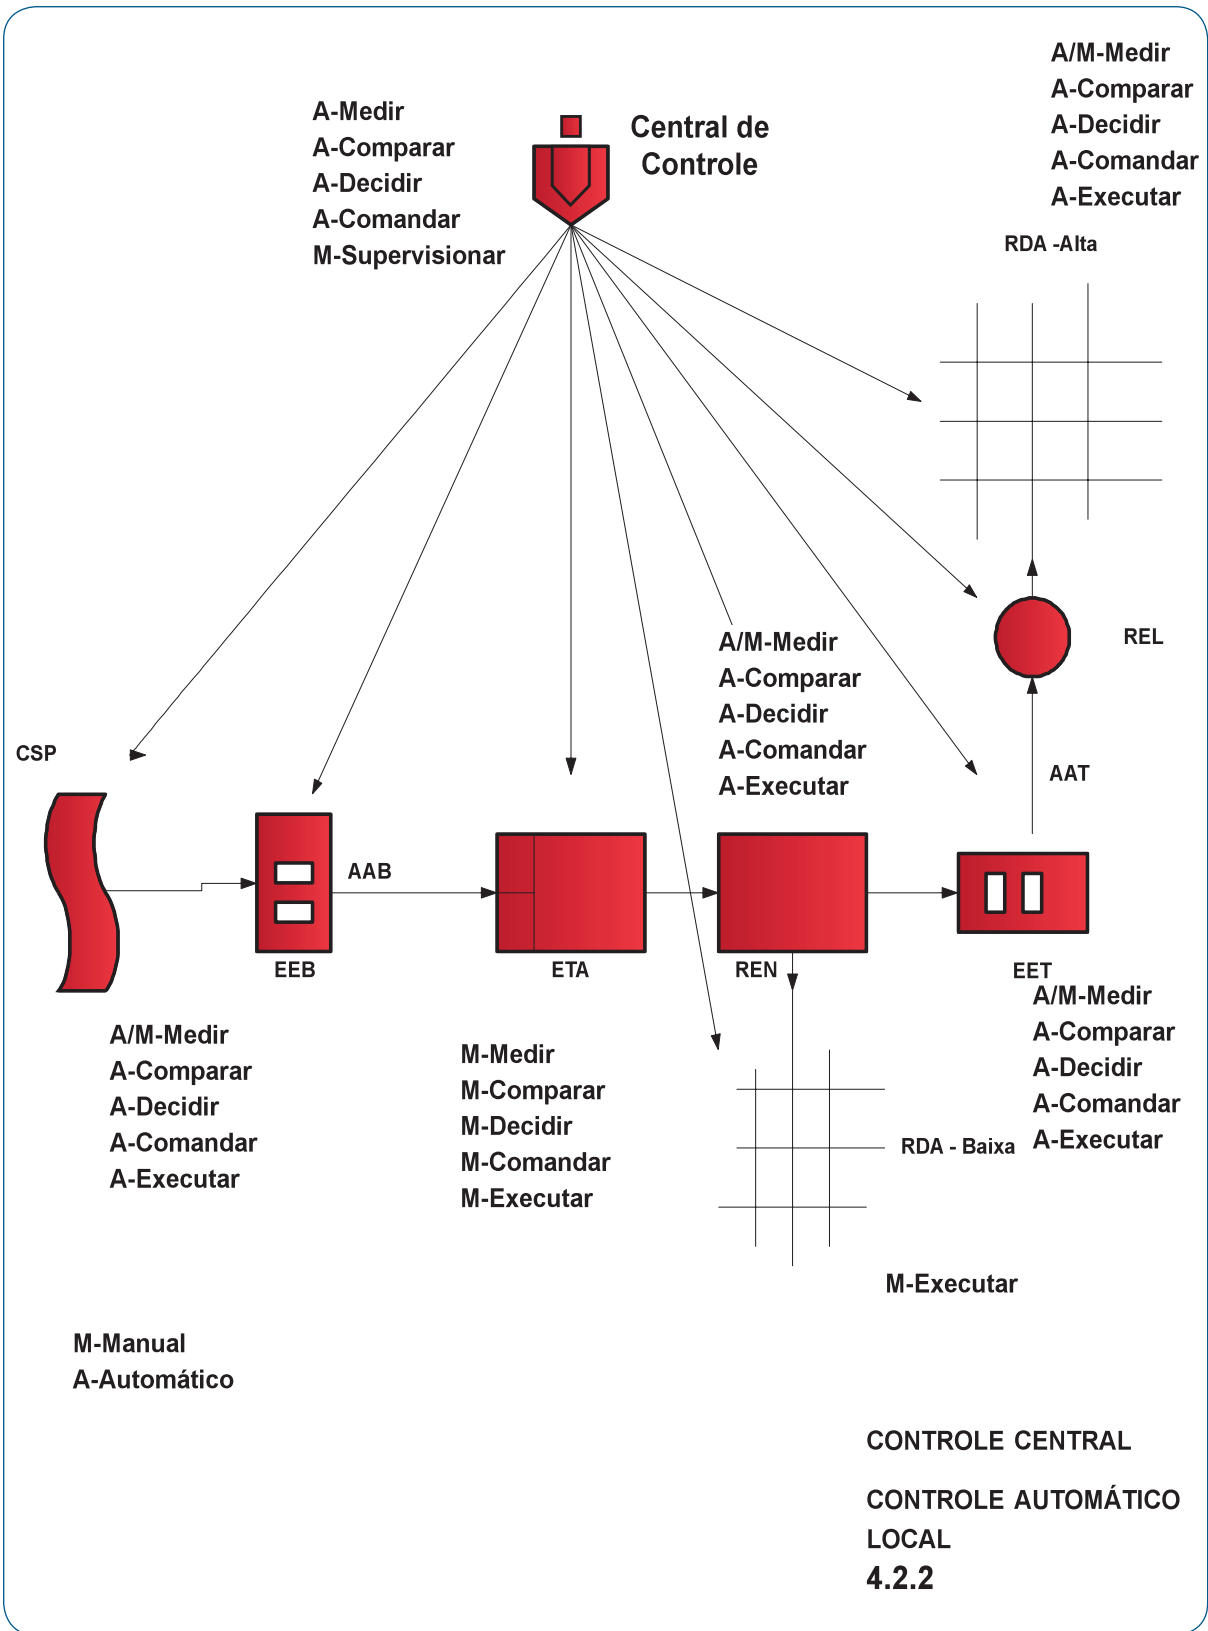 A/M-Medir
A-Comparar
A-Decidir
A-Comandar
A-Executar
RDA -Alta
A-Medir
A-Comparar
A-Decidir
A-Comandar
M-Supervisionar
Central de
Controle
REL
A/M-Medir
A-Comparar
A-Decidir
A-Comandar
A-Executar
CSP
AAT
AAB
EEB
ETA
REN
EET
A/M-Medir
A-Comparar
A-Decidir
A-Comandar
A-Executar
A/M-Medir
A-Comparar
A-Decidir
A-Comandar
A-Executar
M-Medir
M-Comparar
M-Decidir
M-Comandar
M-Executar
RDA - Baixa
M-Executar
M-Manual
A-Automático
CONTROLE CENTRAL
CONTROLE AUTOMÁTICO
LOCAL
4.2.2